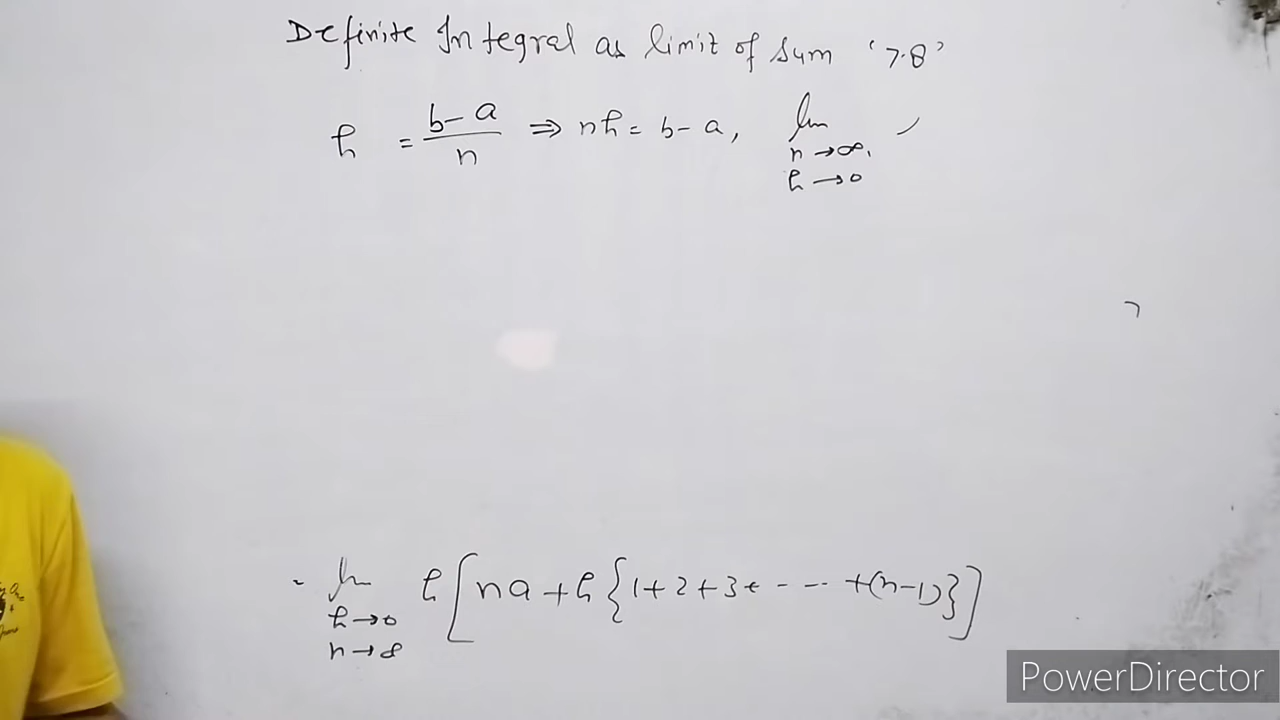 Definite Integral as limit of sum '7.8'
h = b-a/n ⇒ nh = b-a, lim n→∞, h→0
= lim h→0 n→∞ h[na+h{1+2+3+-----+(n-1)}]
PowerDirector